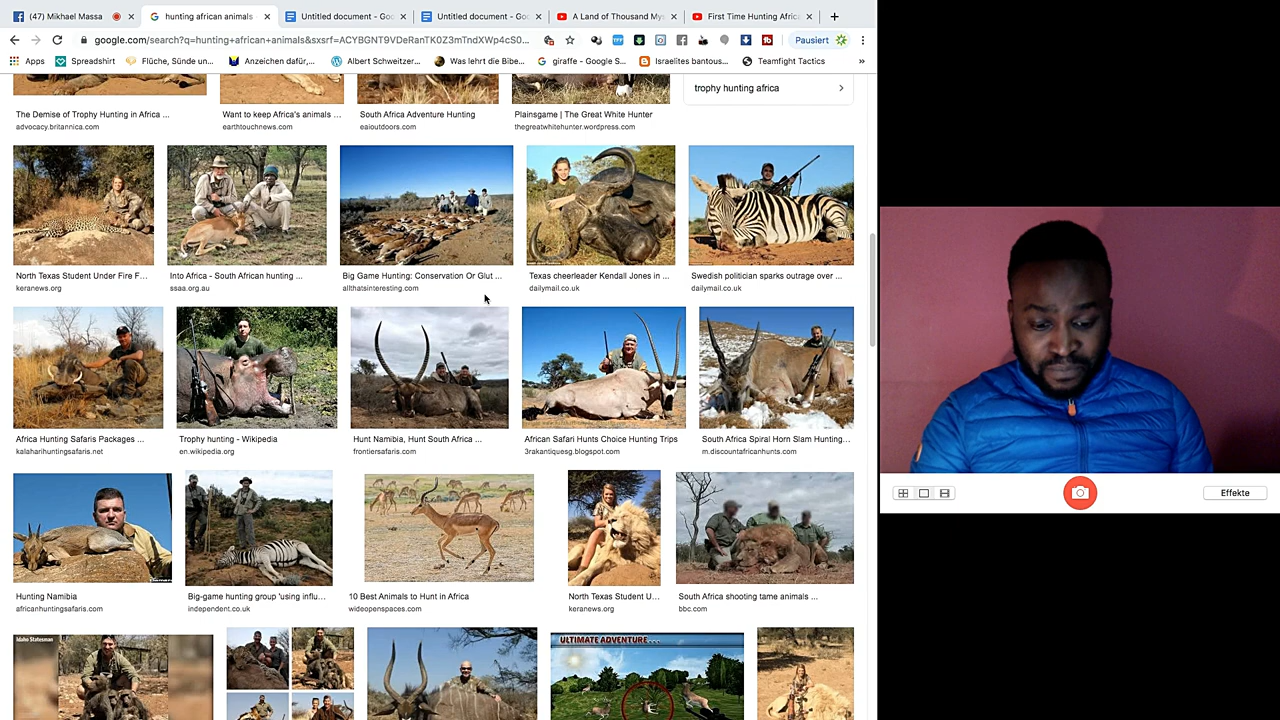 (47) Mikhael Massa
hunting african animals
Untitled document - Goo
Untitled document - Goo
A Land of Thousand Mys
First Time Hunting Africa
google.com/search?q=hunting+african+animals&sxsrf=ACYBGNT9VDeRanTK0Z3mTndXWp4cS0...
Pausiert
Apps
Spreadshirt
Flüche, Sünde un...
Anzeichen dafür,...
Albert Schweitzer...
Was lehrt die Bibe...
giraffe - Google S...
Israelites bantous...
Teamfight Tactics
»
trophy hunting africa
The Demise of Trophy Hunting in Africa ...
advocacy.britannica.com
Want to keep Africa's animals ...
earthtouchnews.com
South Africa Adventure Hunting
eaioutdoors.com
Plainsgame | The Great White Hunter
thegreatwhitehunter.wordpress.com
North Texas Student Under Fire F...
keranews.org
Into Africa - South African hunting ...
ssaa.org.au
Big Game Hunting: Conservation Or Glut ...
allthatsinteresting.com
Texas cheerleader Kendall Jones in ...
dailymail.co.uk
Swedish politician sparks outrage over ...
dailymail.co.uk
Africa Hunting Safaris Packages ...
kalaharihuntingsafaris.net
Trophy hunting - Wikipedia
en.wikipedia.org
Hunt Namibia, Hunt South Africa ...
frontiersafaris.com
African Safari Hunts Choice Hunting Trips
3rakantiquesg.blogspot.com
South Africa Spiral Horn Slam Hunting...
m.discountafricanhunts.com
Effekte
Hunting Namibia
africanhuntingsafaris.com
Big-game hunting group 'using influ...
independent.co.uk
10 Best Animals to Hunt in Africa
wideopenspaces.com
North Texas Student U...
keranews.org
South Africa shooting tame animals ...
bbc.com
Idaho Statesman
ULTIMATE ADVENTURE...